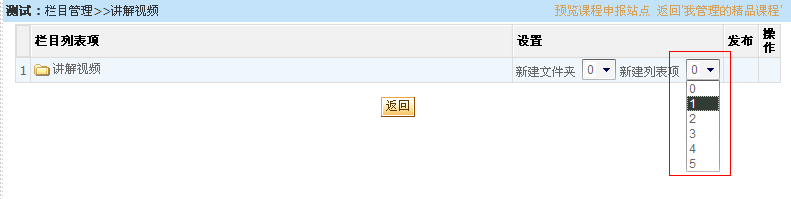 测试：栏目管理>>讲解视频 预览课程申报站点 返回'我管理的精品课程'
栏目列表项 设置 发布 操作
1 讲解视频 新建文件夹 0 新建列表项 0
0
1
2
3
4
5
返回